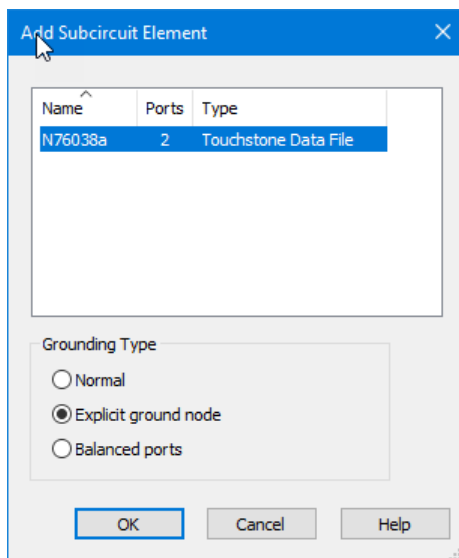 Add Subcircuit Element
Name Ports Type
N76038a 2 Touchstone Data File
Grounding Type
Normal
Explicit ground node
Balanced ports
OK Cancel Help